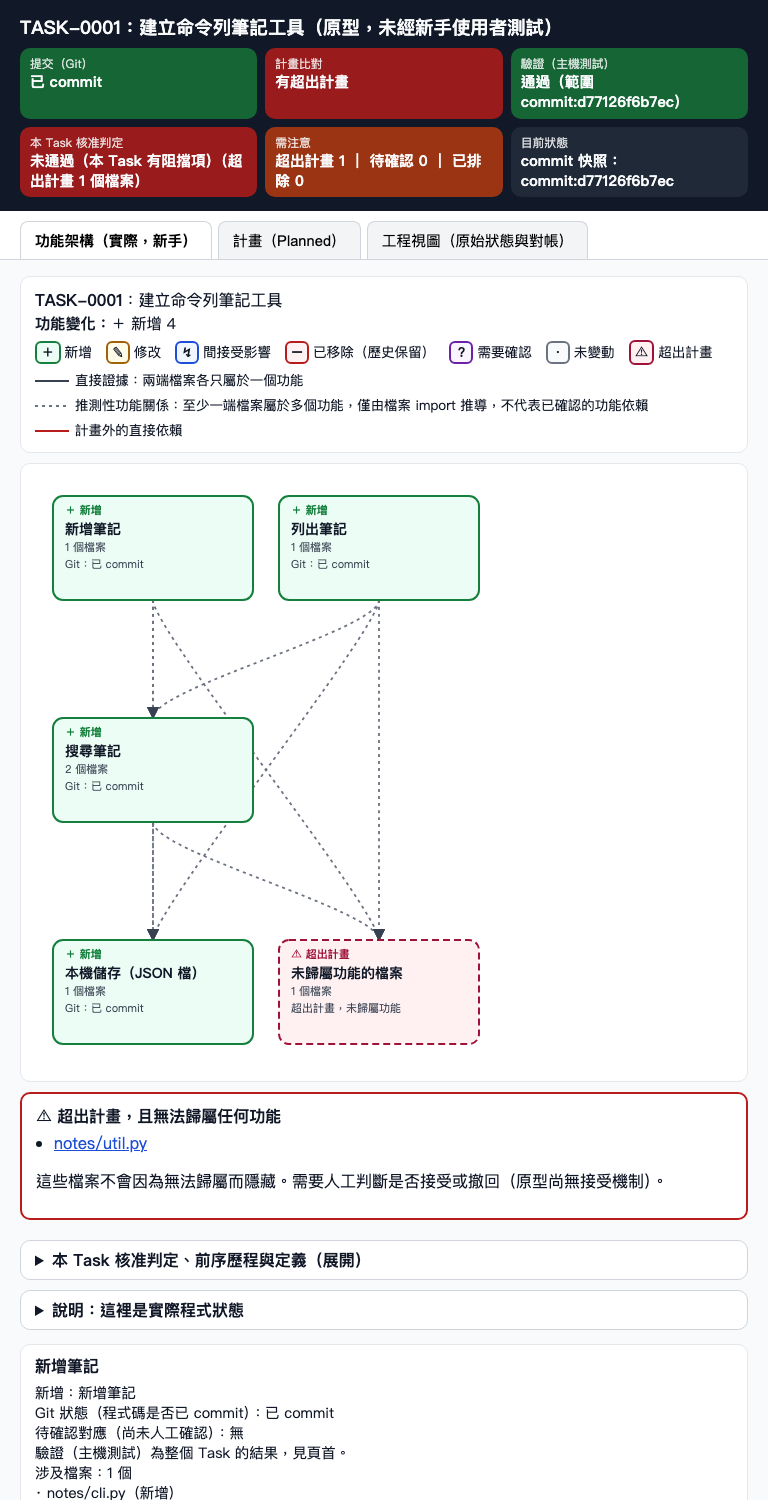 TASK-0001：建立命令列筆記工具（原型，未經新手使用者測試）
提交（Git）
已 commit
計畫比對
有超出計畫
驗證（主機測試）
通過（範圍
commit:d77126f6b7ec）
本 Task 核准判定
未通過（本 Task 有阻擋項）（超
出計畫 1 個檔案）
需注意
超出計畫 1 ｜ 待確認 0 ｜ 已排
除 0
目前狀態
commit 快照：
commit:d77126f6b7ec
功能架構（實際，新手）
計畫（Planned）
工程視圖（原始狀態與對帳）
TASK-0001：建立命令列筆記工具
功能變化：＋ 新增 4
＋ 新增 ✎ 修改 ↯ 間接受影響 － 已移除（歷史保留） ? 需要確認 · 未變動 ⚠ 超出計畫
直接證據：兩端檔案各只屬於一個功能
推測性功能關係：至少一端檔案屬於多個功能，僅由檔案 import 推導，不代表已確認的功能依賴
計畫外的直接依賴
＋ 新增
新增筆記
1 個檔案
Git：已 commit
＋ 新增
列出筆記
1 個檔案
Git：已 commit
＋ 新增
搜尋筆記
2 個檔案
Git：已 commit
＋ 新增
本機儲存（JSON 檔）
1 個檔案
Git：已 commit
⚠ 超出計畫
未歸屬功能的檔案
1 個檔案
超出計畫，未歸屬功能
⚠ 超出計畫，且無法歸屬任何功能
• notes/util.py
這些檔案不會因為無法歸屬而隱藏。需要人工判斷是否接受或撤回（原型尚無接受機制）。
▶ 本 Task 核准判定、前序歷程與定義（展開）
▶ 說明：這裡是實際程式狀態
新增筆記
新增：新增筆記
Git 狀態（程式碼是否已 commit）：已 commit
待確認對應（尚未人工確認）：無
驗證（主機測試）為整個 Task 的結果，見頁首。
涉及檔案：1 個
· notes/cli.py（新增）